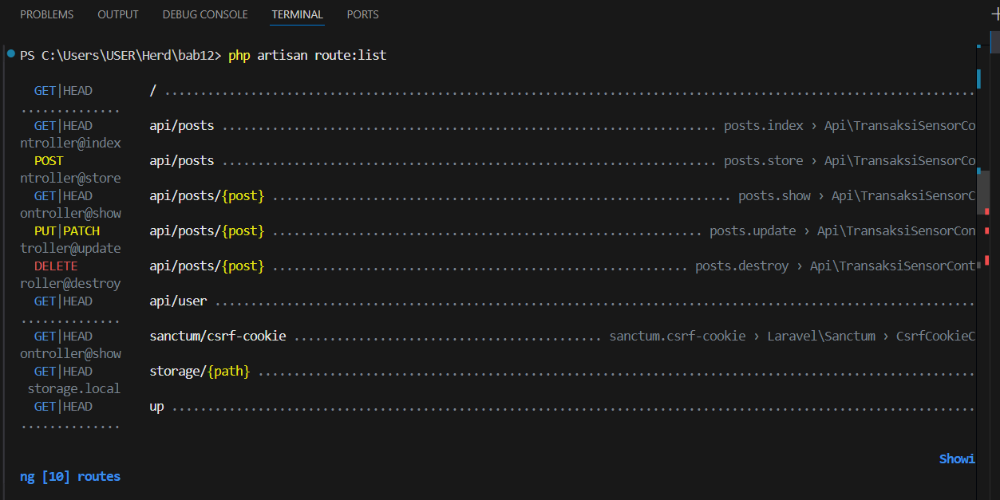 PROBLEMS OUTPUT DEBUG CONSOLE TERMINAL PORTS
PS C:\Users\USER\Herd\bab12> php artisan route:list
GET|HEAD / ................................................................................................................
..............
GET|HEAD api/posts ..................................................................... posts.index › Api\TransaksiSensorCo
ntroller@index
POST api/posts ..................................................................... posts.store › Api\TransaksiSensorCo
ntroller@store
GET|HEAD api/posts/{post} ................................................................ posts.show › Api\TransaksiSensorC
ontroller@show
PUT|PATCH api/posts/{post} ............................................................ posts.update › Api\TransaksiSensorCon
troller@update
DELETE api/posts/{post} .......................................................... posts.destroy › Api\TransaksiSensorCont
roller@destroy
GET|HEAD api/user .........................................................................................................
..............
GET|HEAD sanctum/csrf-cookie ........................................... sanctum.csrf-cookie › Laravel\Sanctum › CsrfCookieC
ontroller@show
GET|HEAD storage/{path} ...................................................................................................
storage.local
GET|HEAD up ...............................................................................................................
..............
Showi
ng [10] routes